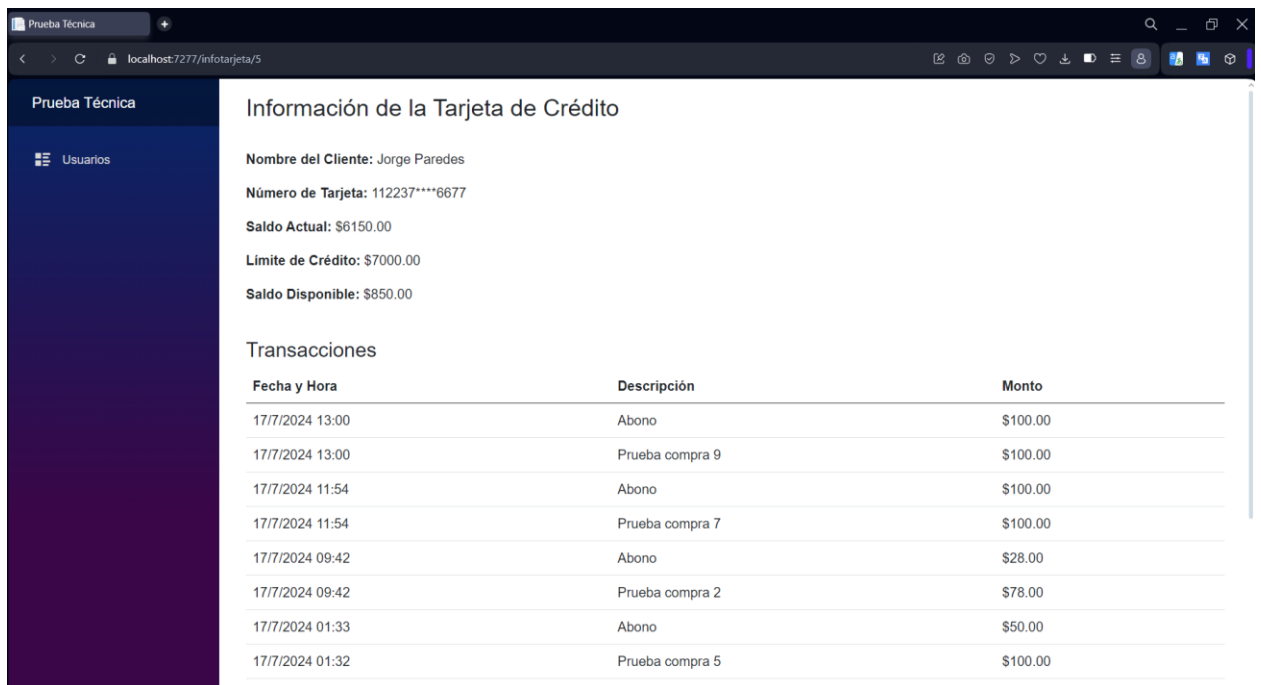 Prueba Técnica
localhost:7277/infotarjeta/5
Prueba Técnica
Usuarios
Información de la Tarjeta de Crédito
Nombre del Cliente: Jorge Paredes
Número de Tarjeta: 112237****6677
Saldo Actual: $6150.00
Límite de Crédito: $7000.00
Saldo Disponible: $850.00
Transacciones
Fecha y Hora Descripción Monto
17/7/2024 13:00 Abono $100.00
17/7/2024 13:00 Prueba compra 9 $100.00
17/7/2024 11:54 Abono $100.00
17/7/2024 11:54 Prueba compra 7 $100.00
17/7/2024 09:42 Abono $28.00
17/7/2024 09:42 Prueba compra 2 $78.00
17/7/2024 01:33 Abono $50.00
17/7/2024 01:32 Prueba compra 5 $100.00